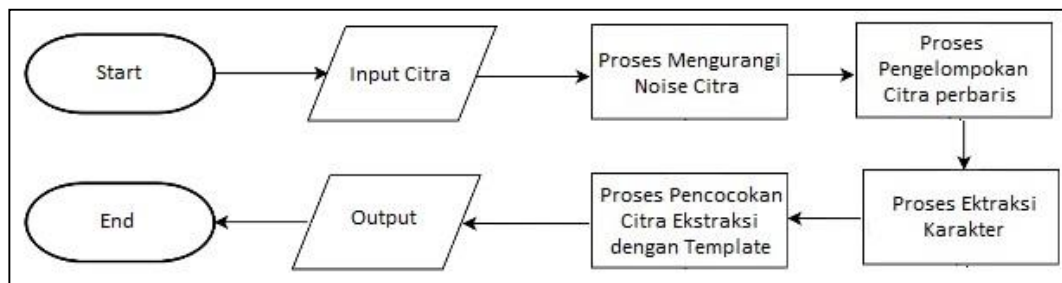 Start
Input Citra
Proses Mengurangi
Noise Citra
Proses
Pengelompokan
Citra perbaris
Proses Ektraksi
Karakter
Proses Pencocokan
Citra Ekstraksi
dengan Template
Output
End